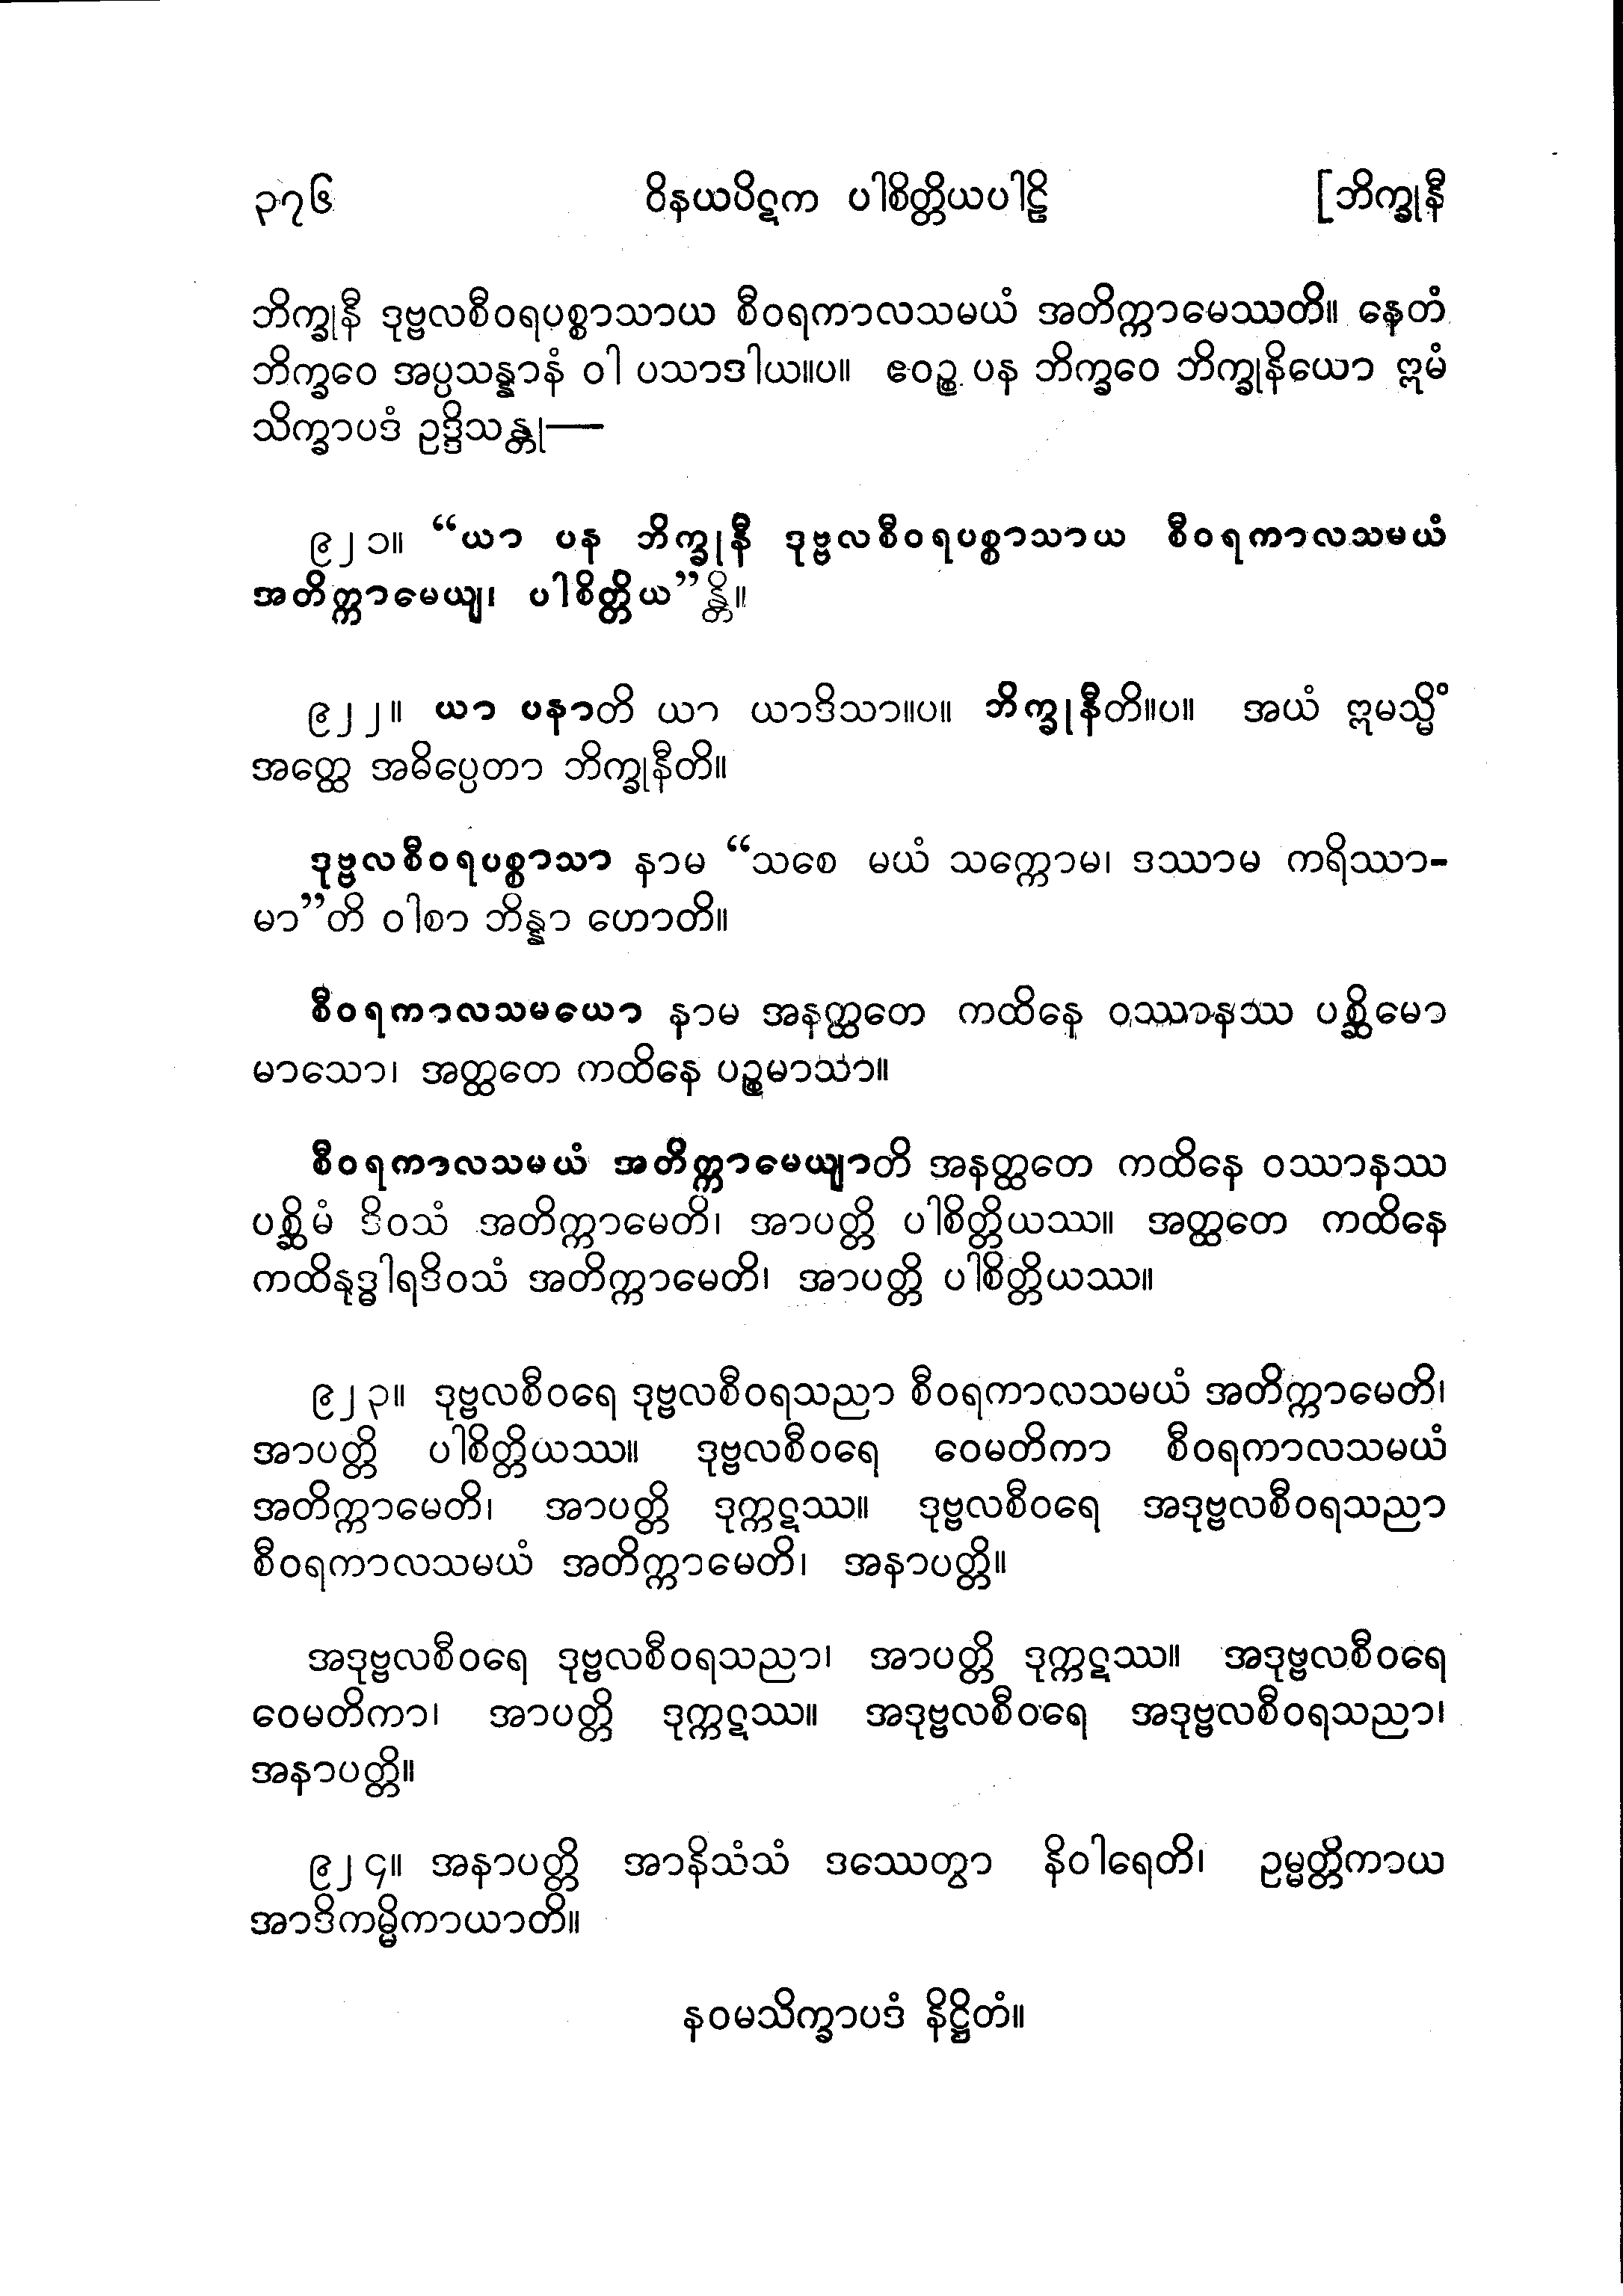 ၃၇၆ ဝိနယပိဋက ပါစိတ္တိယပါဠိ [ဘိက္ခုနီ
ဘိက္ခုနီ ဒုဗ္ဗလစီဝရပစ္စာသာယ စီဝရကာလသမယံ အတိက္ကာမေဿတိ။ နေတံ
ဘိက္ခဝေ အပ္ပသန္နာနံ ဝါ ပသာဒါယ။ပ။ ဧဝဉ္စ ပန ဘိက္ခဝေ ဘိက္ခုနိယော ဣမံ
သိက္ခာပဒံ ဥဒ္ဒိသန္တု—
၉၂၁။ “ယာ ပန ဘိက္ခုနီ ဒုဗ္ဗလစီဝရပစ္စာသာယ စီဝရကာလသမယံ
အတိက္ကာမေယျ၊ ပါစိတ္တိယ”န္တိ။
၉၂၂။ ယာ ပနာတိ ယာ ယာဒိသာ။ပ။ ဘိက္ခုနီတိ။ပ။ အယံ ဣမသ္မိံ
အတ္ထေ အဓိပ္ပေတာ ဘိက္ခုနီတိ။
ဒုဗ္ဗလစီဝရပစ္စာသာ နာမ “သစေ မယံ သက္ကောမ၊ ဒဿာမ ကရိဿာ-
မာ”တိ ဝါစာ ဘိန္နာ ဟောတိ။
စီဝရကာလသမယော နာမ အနတ္ထတေ ကထိနေ ဝဿာနဿ ပစ္ဆိမော
မာသော၊ အတ္ထတေ ကထိနေ ပဉ္စမာသာ။
စီဝရကာလသမယံ အတိက္ကာမေယျာတိ အနတ္ထတေ ကထိနေ ဝဿာနဿ
ပစ္ဆိမံ ဒိဝသံ အတိက္ကာမေတိ၊ အာပတ္တိ ပါစိတ္တိယဿ။ အတ္ထတေ ကထိနေ
ကထိနုဒ္ဓါရဒိဝသံ အတိက္ကာမေတိ၊ အာပတ္တိ ပါစိတ္တိယဿ။
၉၂၃။ ဒုဗ္ဗလစီဝရေ ဒုဗ္ဗလစီဝရသညာ စီဝရကာလသမယံ အတိက္ကာမေတိ၊
အာပတ္တိ ပါစိတ္တိယဿ။ ဒုဗ္ဗလစီဝရေ ဝေမတိကာ စီဝရကာလသမယံ
အတိက္ကာမေတိ၊ အာပတ္တိ ဒုက္ကဋဿ။ ဒုဗ္ဗလစီဝရေ အဒုဗ္ဗလစီဝရသညာ
စီဝရကာလသမယံ အတိက္ကာမေတိ၊ အနာပတ္တိ။
အဒုဗ္ဗလစီဝရေ ဒုဗ္ဗလစီဝရသညာ၊ အာပတ္တိ ဒုက္ကဋဿ။ အဒုဗ္ဗလစီဝရေ
ဝေမတိကာ၊ အာပတ္တိ ဒုက္ကဋဿ။ အဒုဗ္ဗလစီဝရေ အဒုဗ္ဗလစီဝရသညာ၊
အနာပတ္တိ။
၉၂၄။ အနာပတ္တိ အာနိသံသံ ဒဿေတွာ နိဝါရေတိ၊ ဥမ္မတ္တိကာယ
အာဒိကမ္မိကာယာတိ။
နဝမသိက္ခာပဒံ နိဋ္ဌိတံ။